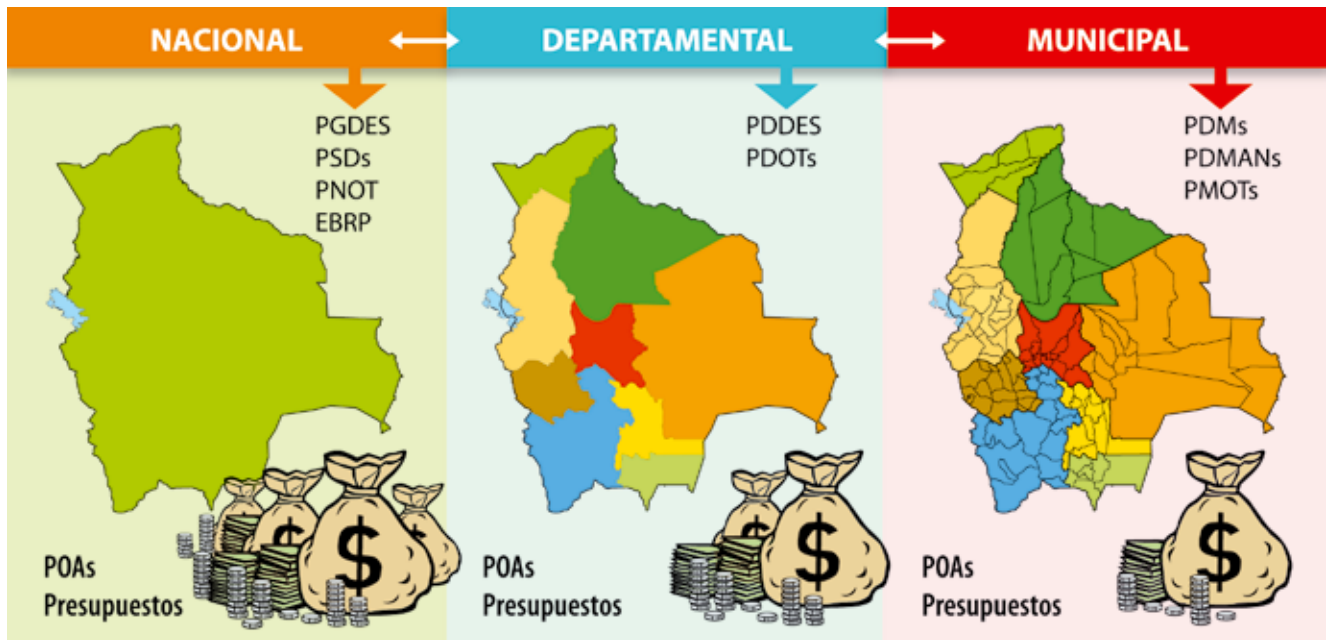 NACIONAL
DEPARTAMENTAL
MUNICIPAL
PGDES
PSDs
PNOT
EBRP
PDDES
PDOTs
PDMs
PDMANs
PMOTs
$
$
$
$
$
$
POAs
Presupuestos
POAs
Presupuestos
POAs
Presupuestos